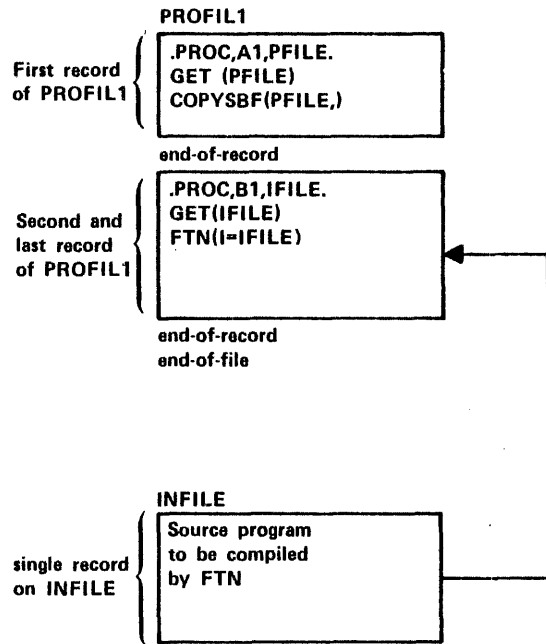 PROFIL1
First record
of PROFIL1
.PROC,A1,PFILE.
GET (PFILE)
COPYSBF(PFILE,)
end-of-record
Second and
last record
of PROFIL1
.PROC,B1,IFILE.
GET(IFILE)
FTN(I=IFILE)
end-of-record
end-of-file
INFILE
single record
on INFILE
Source program
to be compiled
by FTN